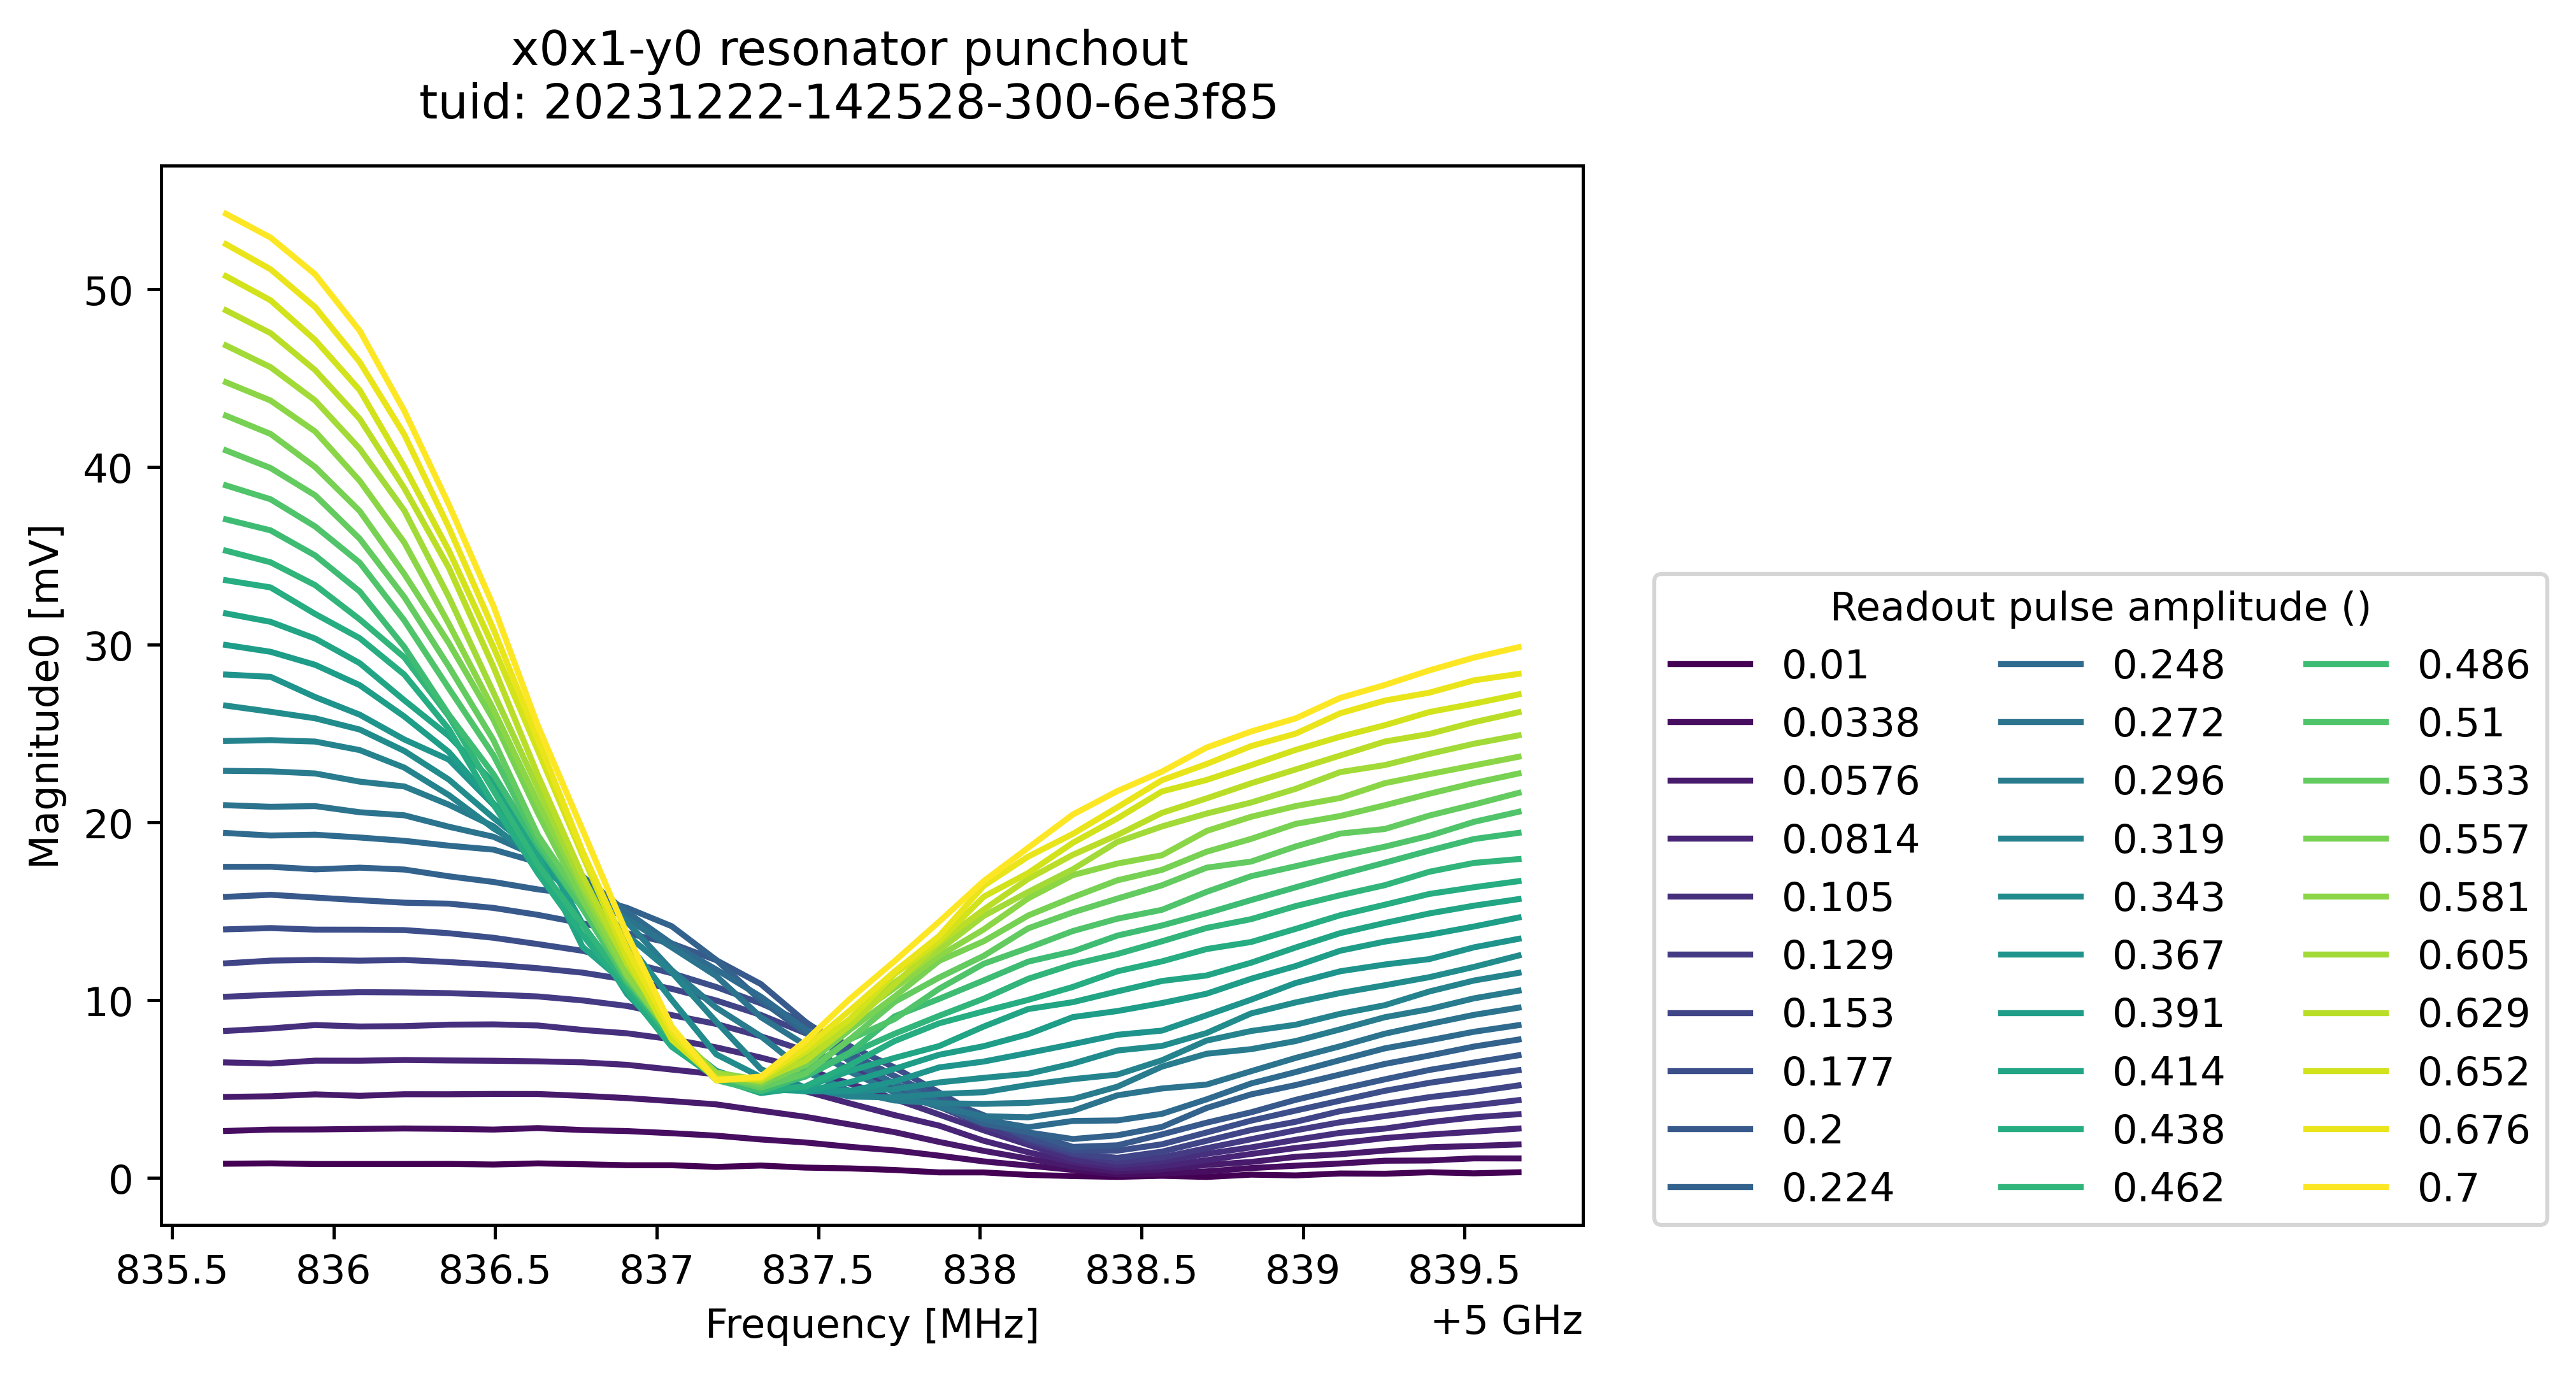 x0x1-y0 resonator punchout
tuid: 20231222-142528-300-6e3f85
Magnitude0 [mV]
50
40
30
20
10
0
835.5 836 836.5 837 837.5 838 838.5 839 839.5
Frequency [MHz]
+5 GHz
Readout pulse amplitude ()
0.01 0.248 0.486
0.0338 0.272 0.51
0.0576 0.296 0.533
0.0814 0.319 0.557
0.105 0.343 0.581
0.129 0.367 0.605
0.153 0.391 0.629
0.177 0.414 0.652
0.2 0.438 0.676
0.224 0.462 0.7